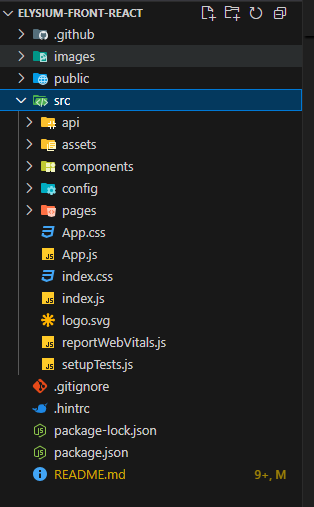 ELYSIUM-FRONT-REACT
.github
images
public
src
api
assets
components
config
pages
App.css
App.js
index.css
index.js
logo.svg
reportWebVitals.js
setupTests.js
.gitignore
.hintrc
package-lock.json
package.json
README.md 9+, M